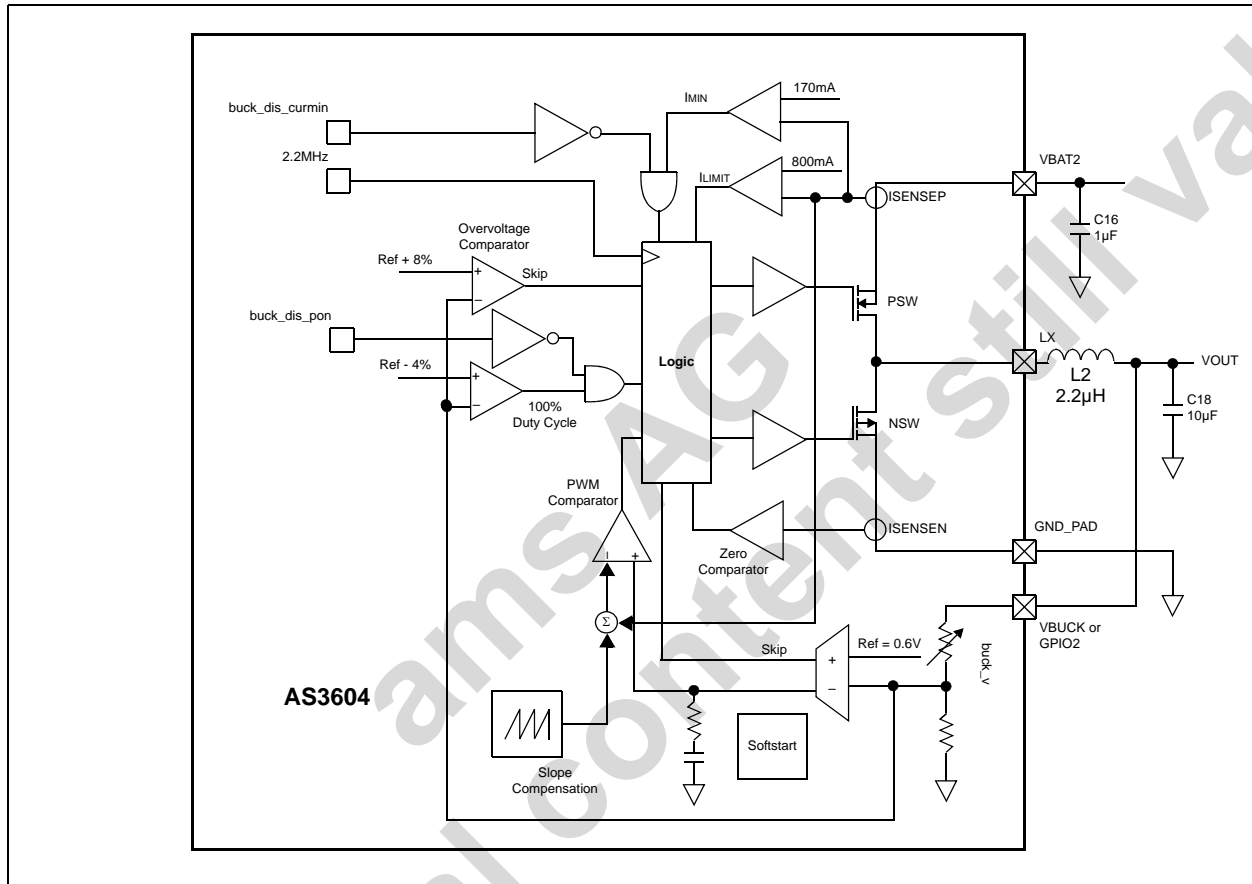 buck_dis_curmin
2.2MHz
IMIN
170mA
ILIMIT
800mA
ISENSEP
VBAT2
C16
1µF
Overvoltage
Comparator
Ref + 8%
+
−
Skip
buck_dis_pon
Ref - 4%
+
−
100%
Duty Cycle
Logic
PSW
LX
L2
2.2µH
VOUT
C18
10µF
NSW
PWM
Comparator
−
+
Zero
Comparator
ISENSEN
GND_PAD
VBUCK or
GPIO2
Σ
Skip
+
−
Ref = 0.6V
buck_v
AS3604
Slope
Compensation
Softstart
ams AG
al content still val